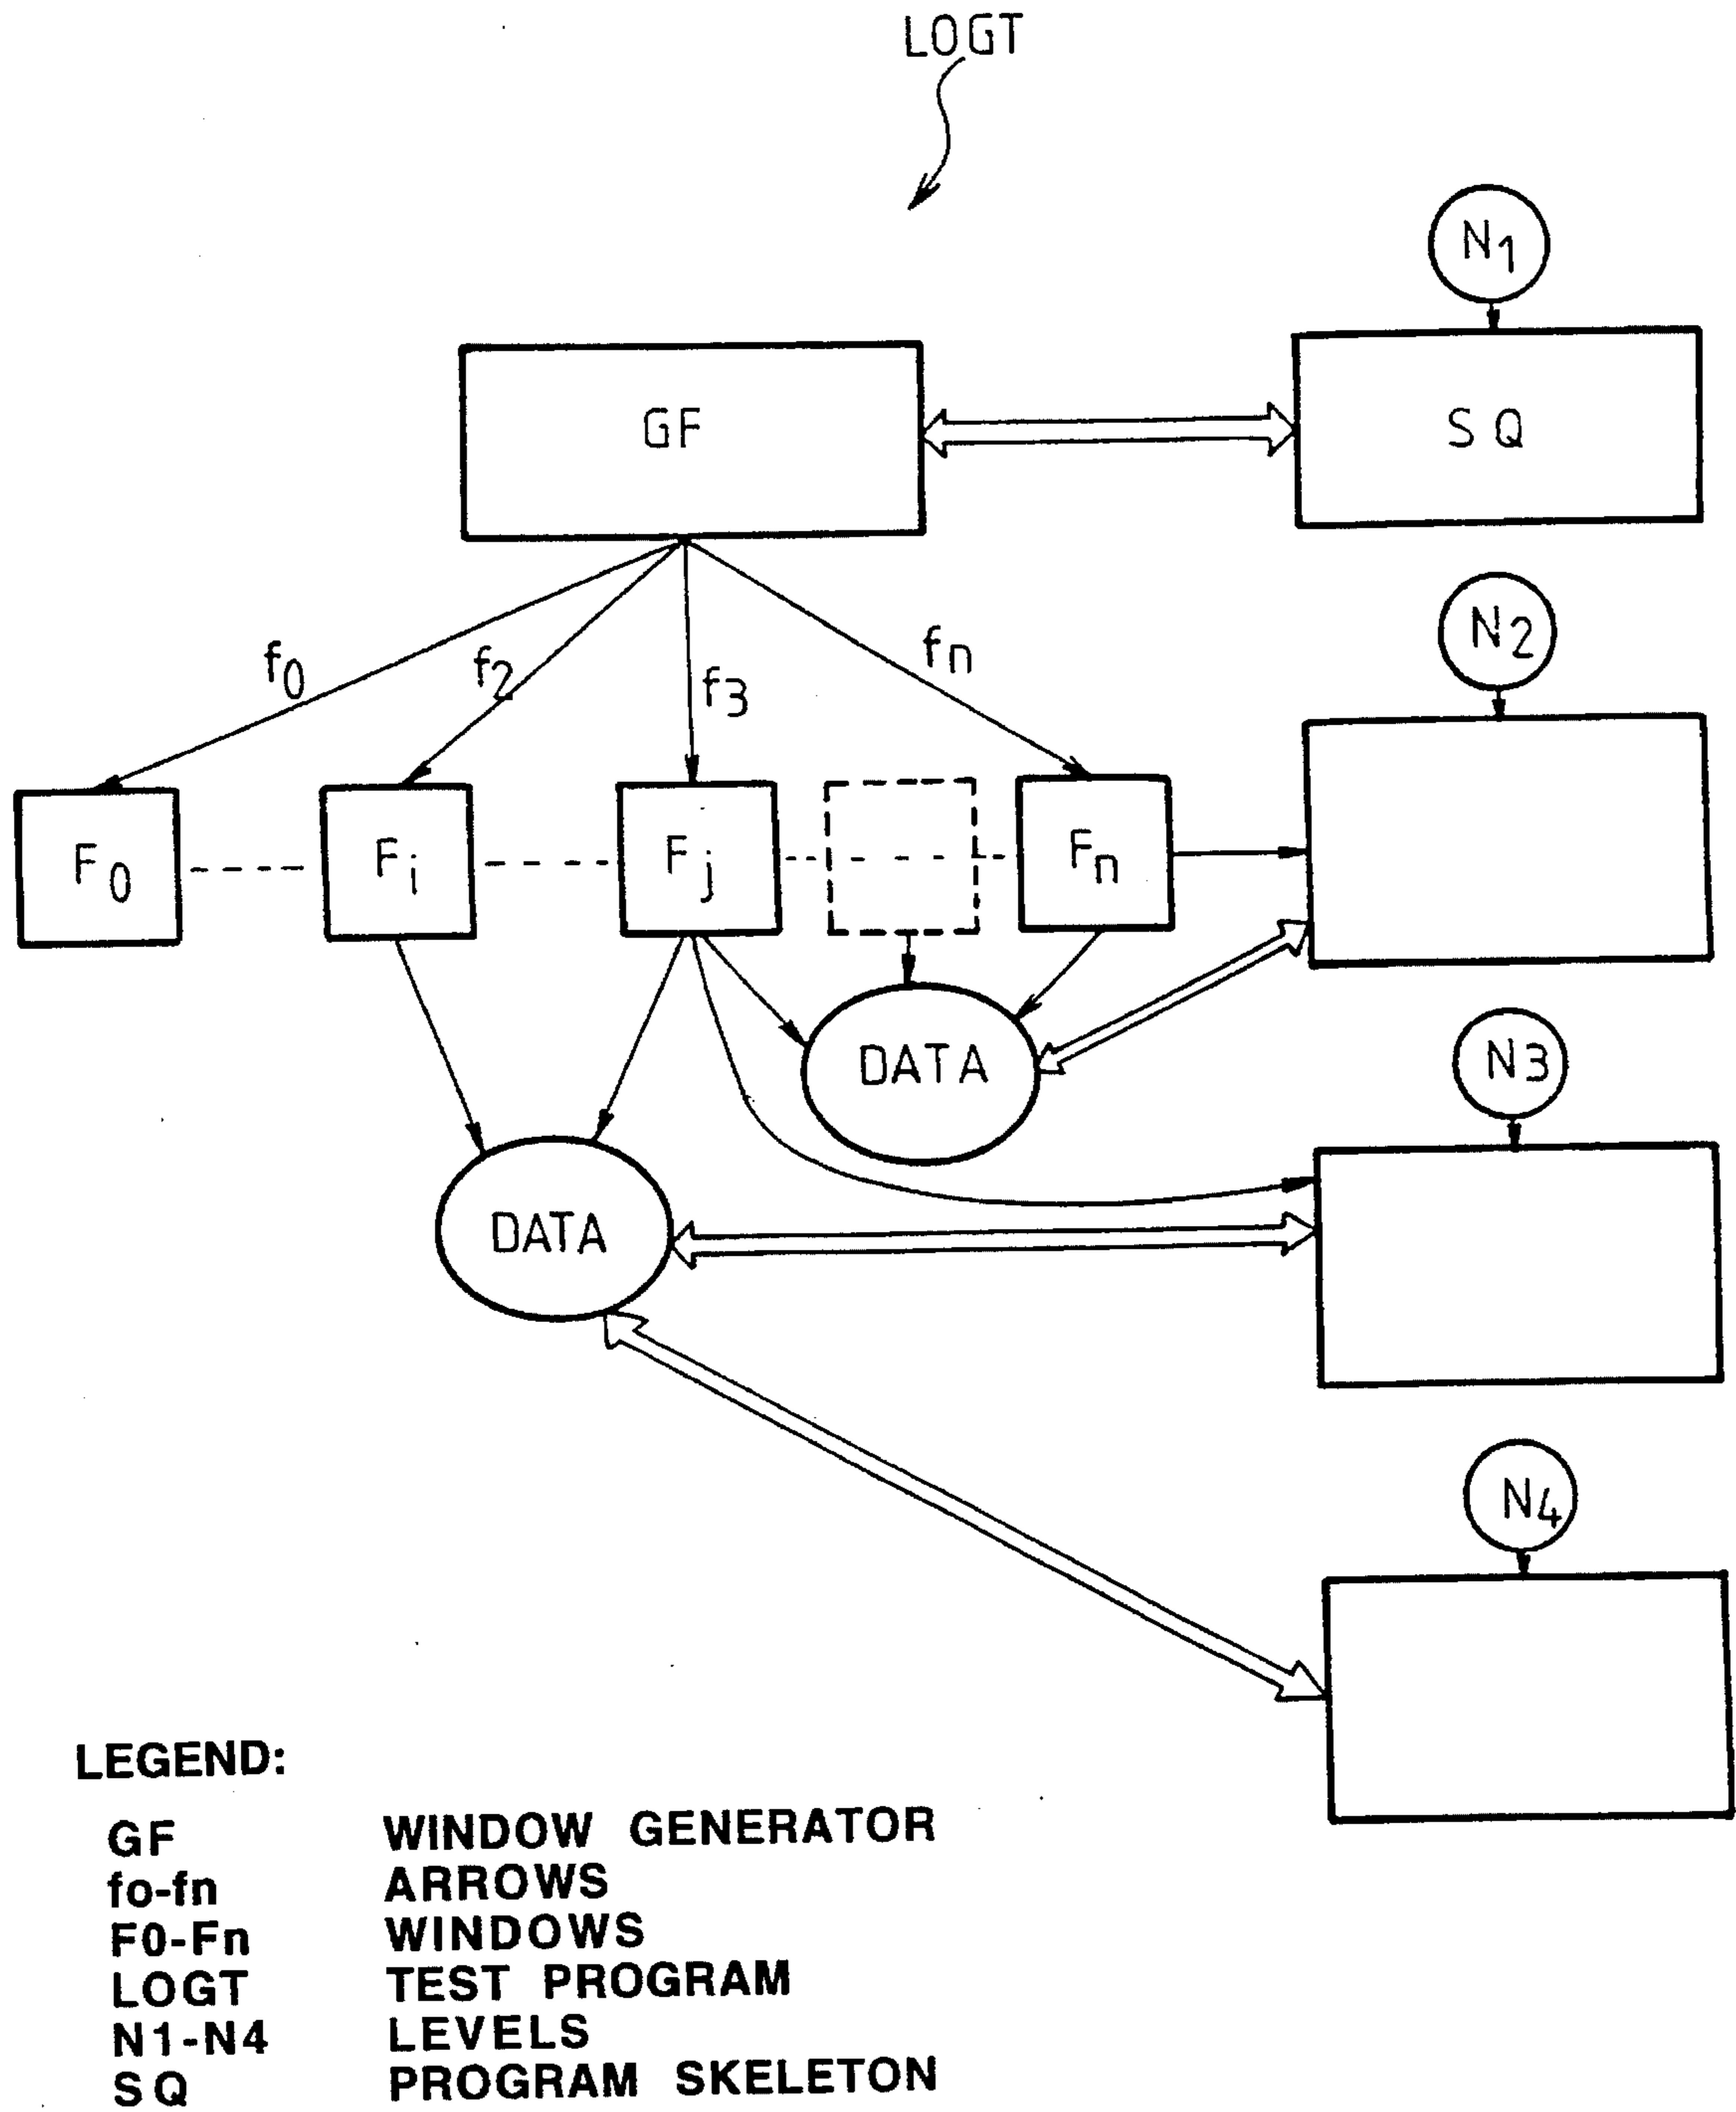 LOGT
N1
GF
SQ
N2
f0
f2
f3
fn
F0
Fi
Fj
Fn
DATA
N3
DATA
N4
LEGEND:
GF WINDOW GENERATOR
fo-fn ARROWS
F0-Fn WINDOWS
LOGT TEST PROGRAM
N1-N4 LEVELS
SQ PROGRAM SKELETON